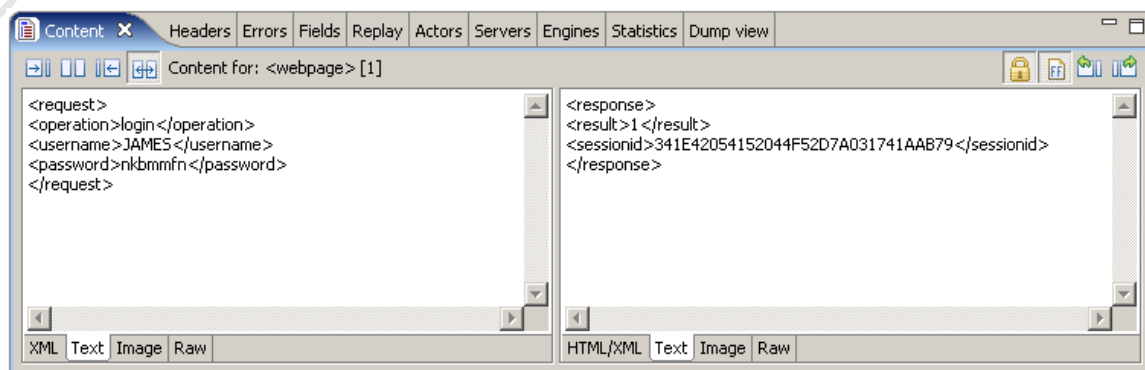 Content Headers Errors Fields Replay Actors Servers Engines Statistics Dump view
Content for: <webpage> [1]
FF
<request>
<operation>login</operation>
<username>JAMES</username>
<password>nkbmmfn</password>
</request>
<response>
<result>1</result>
<sessionid>341E42054152044F52D7A031741AAB79</sessionid>
</response>
XML Text Image Raw
HTML/XML Text Image Raw